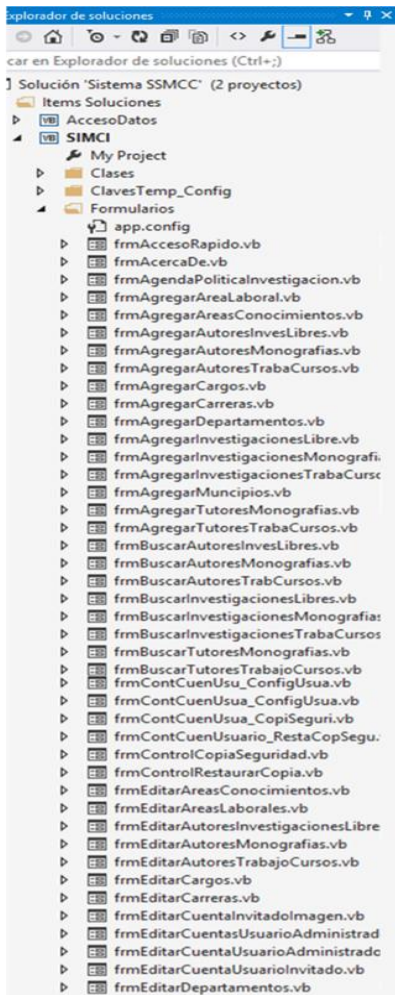 Explorador de soluciones
car en Explorador de soluciones (Ctrl+;)
Solución 'Sistema SSMCC' (2 proyectos)
Items Soluciones
VB AccesoDatos
VB SIMCI
My Project
Clases
ClavesTemp_Config
Formularios
app.config
frmAccesoRapido.vb
frmAcercaDe.vb
frmAgendaPoliticaInvestigacion.vb
frmAgregarAreaLaboral.vb
frmAgregarAreasConocimientos.vb
frmAgregarAutoresInvesLibres.vb
frmAgregarAutoresMonografias.vb
frmAgregarAutoresTrabaCursos.vb
frmAgregarCargos.vb
frmAgregarCarreras.vb
frmAgregarDepartamentos.vb
frmAgregarInvestigacionesLibre.vb
frmAgregarInvestigacionesMonografi
frmAgregarInvestigacionesTrabaCurso
frmAgregarMuncipios.vb
frmAgregarTutoresMonografias.vb
frmAgregarTutoresTrabaCursos.vb
frmBuscarAutoresInvesLibres.vb
frmBuscarAutoresMonografias.vb
frmBuscarAutoresTrabCursos.vb
frmBuscarInvestigacionesLibres.vb
frmBuscarInvestigacionesMonografias
frmBuscarInvestigacionesTrabaCursos
frmBuscarTutoresMonografias.vb
frmBuscarTutoresTrabajoCursos.vb
frmContCuenUsu_ConfigUsua.vb
frmContCuenUsua_ConfigUsua.vb
frmContCuenUsua_CopiSeguri.vb
frmContCuenUsuario_RestaCopSegu.
frmControlCopiaSeguridad.vb
frmControlRestaurarCopia.vb
frmEditarAreasConocimientos.vb
frmEditarAreasLaborales.vb
frmEditarAutoresInvestigacionesLibre
frmEditarAutoresMonografias.vb
frmEditarAutoresTrabajoCursos.vb
frmEditarCargos.vb
frmEditarCarreras.vb
frmEditarCuentaInvitadoImagen.vb
frmEditarCuentasUsuarioAdministrad
frmEditarCuentaUsuarioAdministrado
frmEditarCuentaUsuarioInvitado.vb
frmEditarDepartamentos.vb